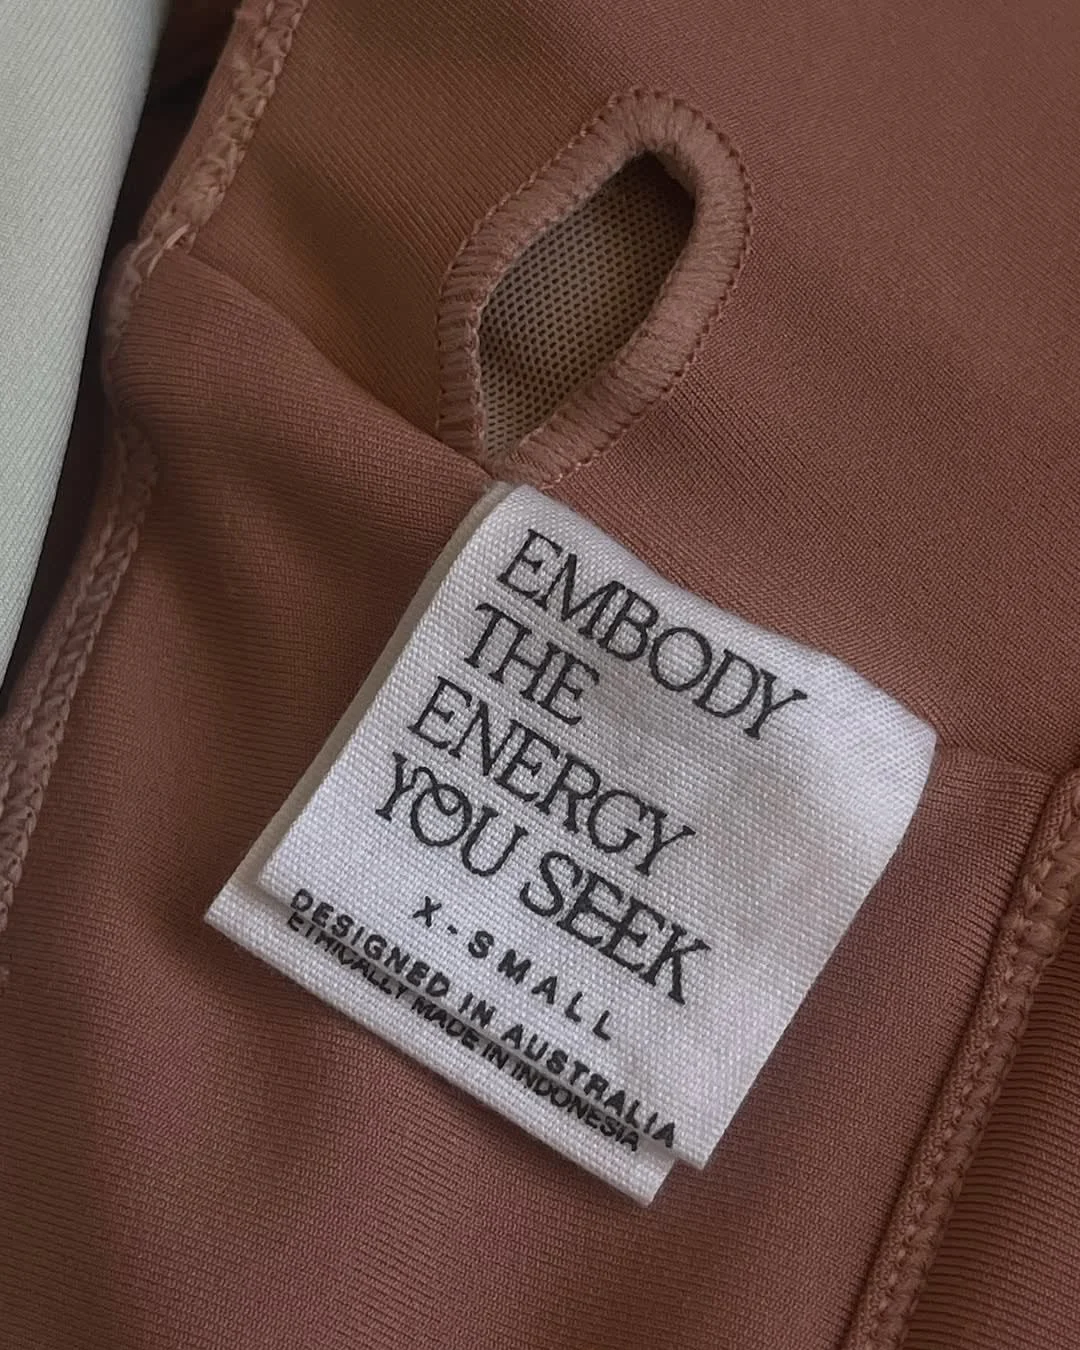 EMBODY
THE
ENERGY
YOU SEEK
X-SMALL
DESIGNED IN AUSTRALIA
ETHICALLY MADE IN INDONESIA